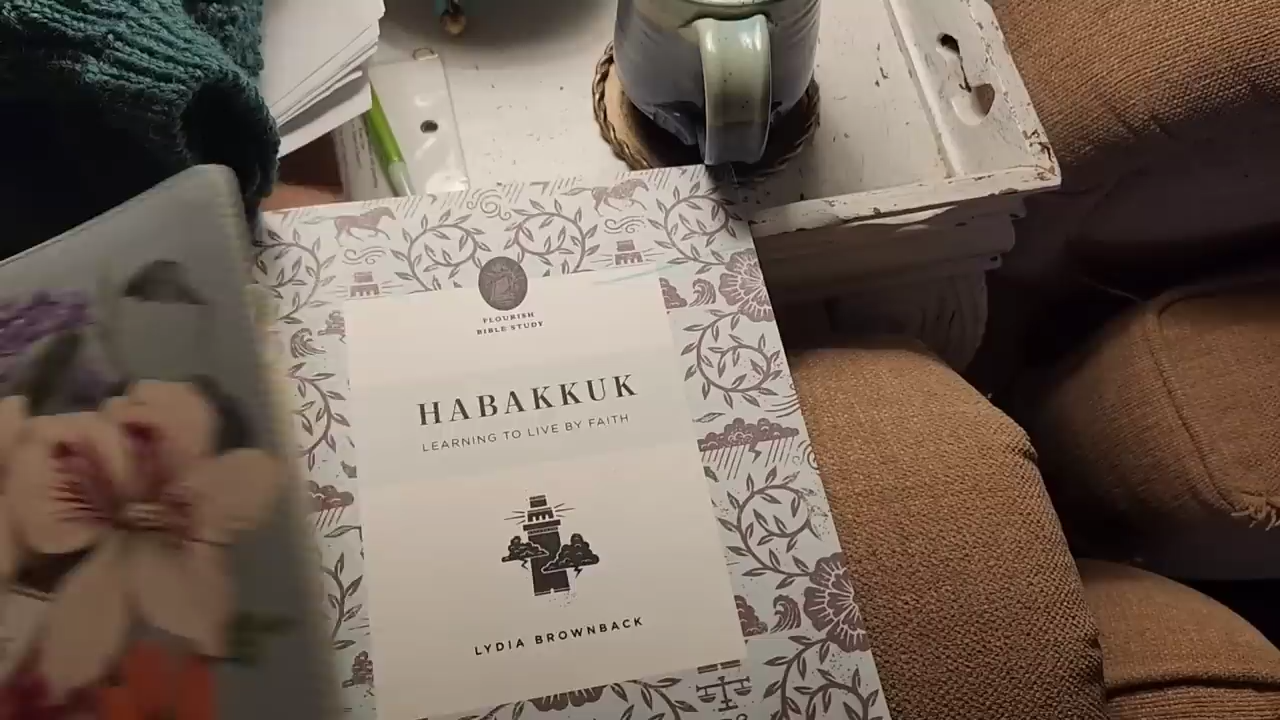 FLOURISH
BIBLE STUDY
HABAKKUK
LEARNING TO LIVE BY FAITH
LYDIA BROWNBACK